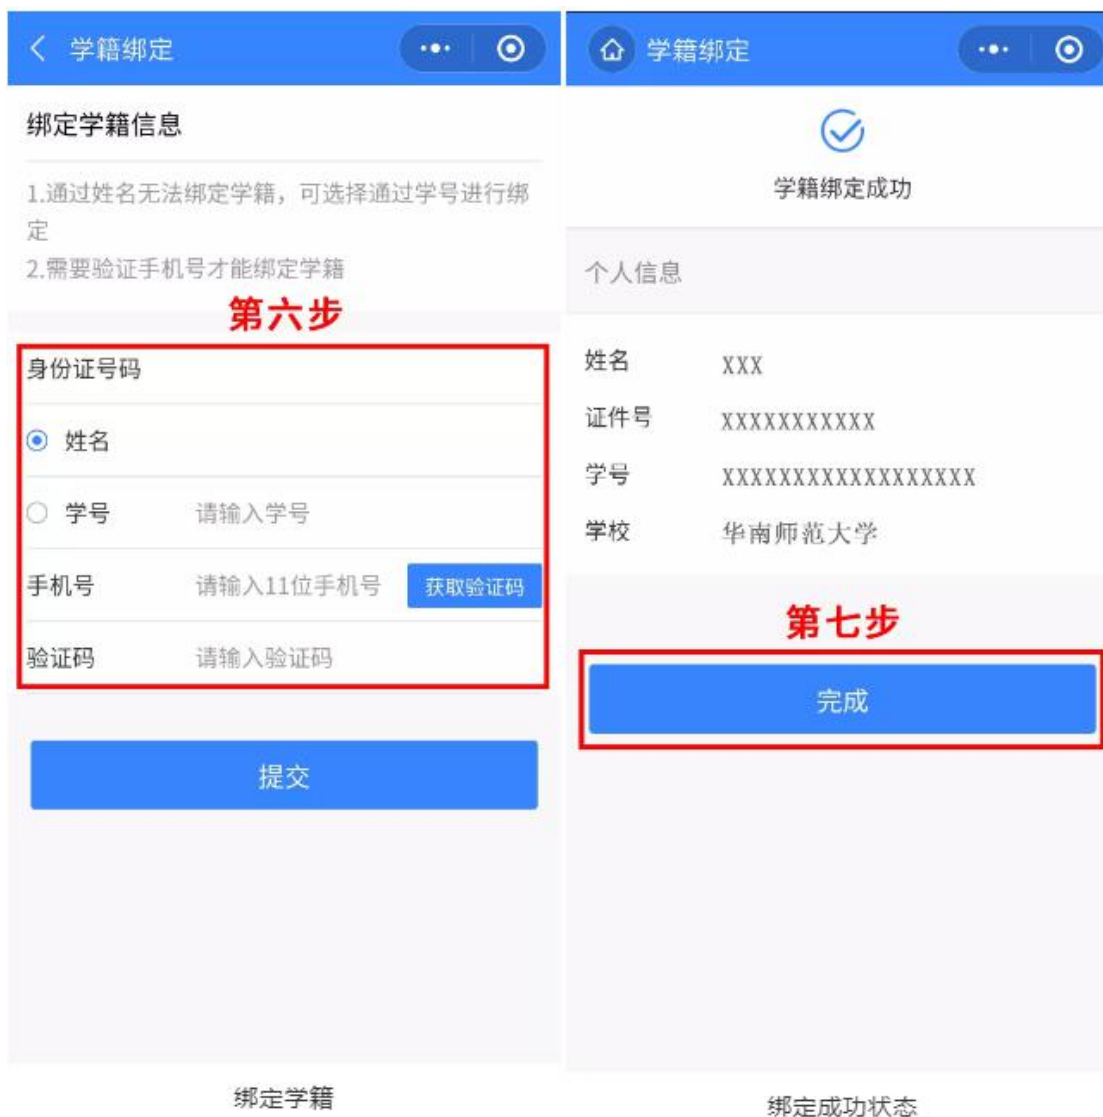 学籍绑定
绑定学籍信息
1.通过姓名无法绑定学籍，可选择通过学号进行绑
定
2.需要验证手机号才能绑定学籍
第六步
身份证号码
姓名
学号 请输入学号
手机号 请输入11位手机号 获取验证码
验证码 请输入验证码
提交
绑定学籍
学籍绑定
学籍绑定成功
个人信息
姓名 XXX
证件号 XXXXXXXXXXX
学号 XXXXXXXXXXXXXXXXXX
学校 华南师范大学
第七步
完成
绑定成功状态